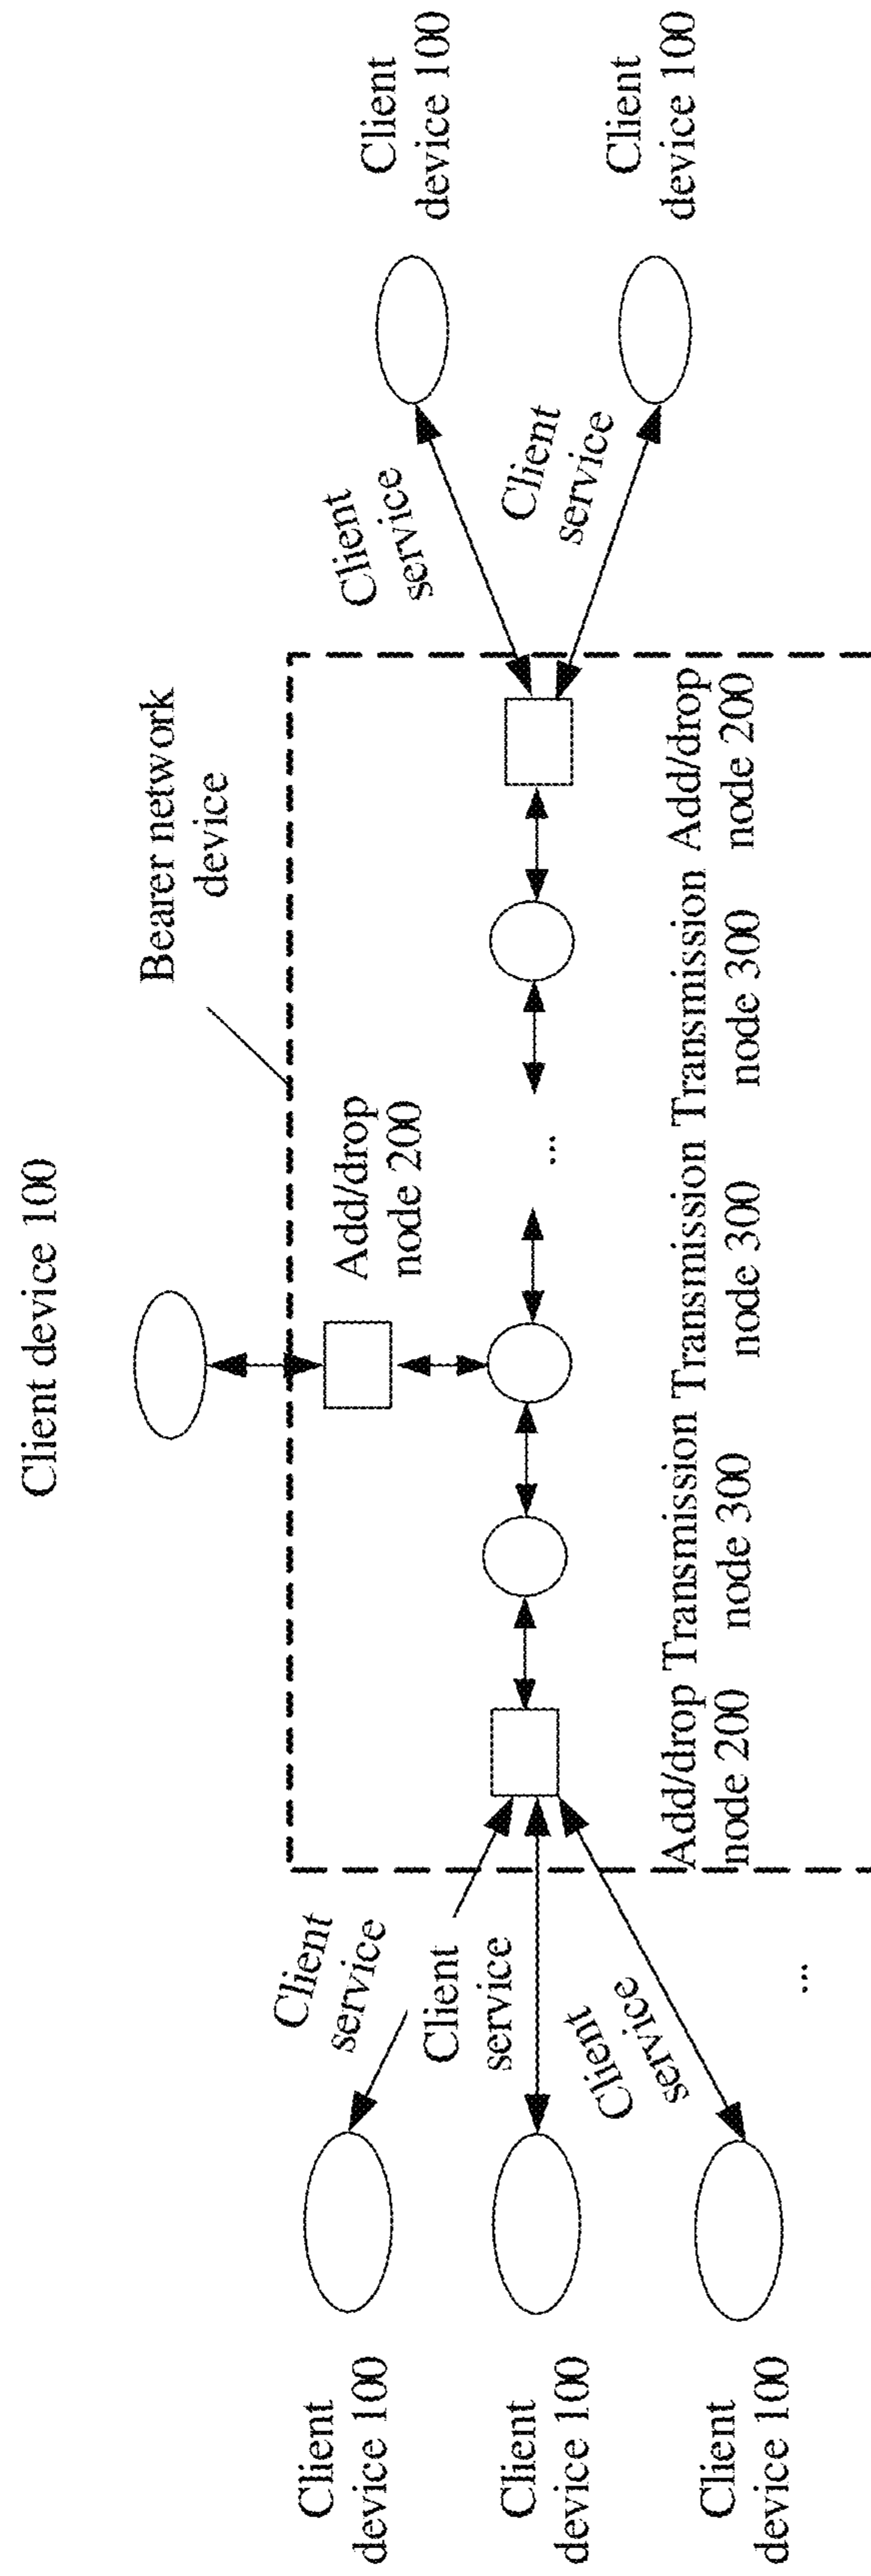 Client device 100
Bearer network
device
Client
device 100
Client
service
Add/drop
node 200
Client
service
Client
device 100
Client
device 100
Client
service
Client
service
Client
device 100
Client
device 100
Client
service
...
Add/drop
node 200
Transmission
node 300
Transmission
node 300
Transmission
node 300
Add/drop
node 200
...